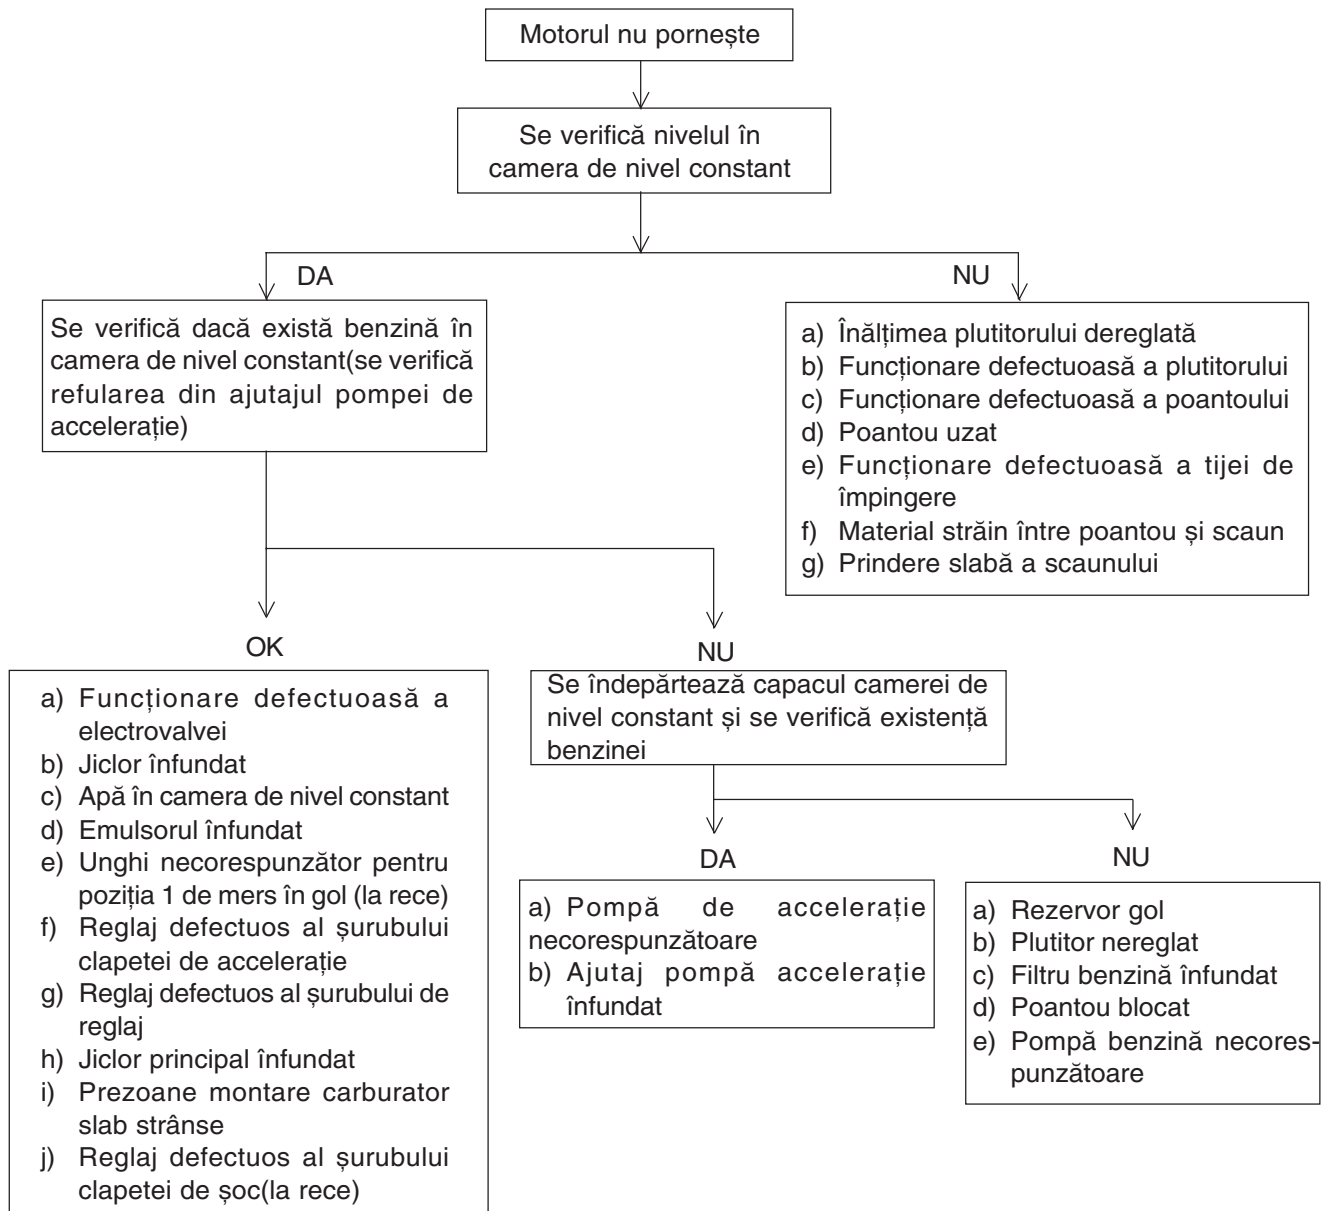 Motorul nu pornește
Se verifică nivelul în
camera de nivel constant
DA
NU
Se verifică dacă există benzină în
camera de nivel constant(se verifică
refularea din ajutajul pompei de
accelerație)
a) Înălțimea plutitorului dereglată
b) Funcționare defectuoasă a plutitorului
c) Funcționare defectuoasă a poantoului
d) Poantou uzat
e) Funcționare defectuoasă a tijei de
împingere
f) Material străin între poantou și scaun
g) Prindere slabă a scaunului
OK
NU
a) Funcționare defectuoasă a
electrovalvei
b) Jiclor înfundat
c) Apă în camera de nivel constant
d) Emulsorul înfundat
e) Unghi necorespunzător pentru
poziția 1 de mers în gol (la rece)
f) Reglaj defectuos al șurubului
clapetei de accelerație
g) Reglaj defectuos al șurubului de
reglaj
h) Jiclor principal înfundat
i) Prezoane montare carburator
slab strânse
j) Reglaj defectuos al șurubului
clapetei de șoc(la rece)
Se îndepărtează capacul camerei de
nivel constant și se verifică existență
benzinei
DA
NU
a) Pompă de accelerație
necorespunzătoare
b) Ajutaj pompă accelerație
înfundat
a) Rezervor gol
b) Plutitor nereglat
c) Filtru benzină înfundat
d) Poantou blocat
e) Pompă benzină necores-
punzătoare